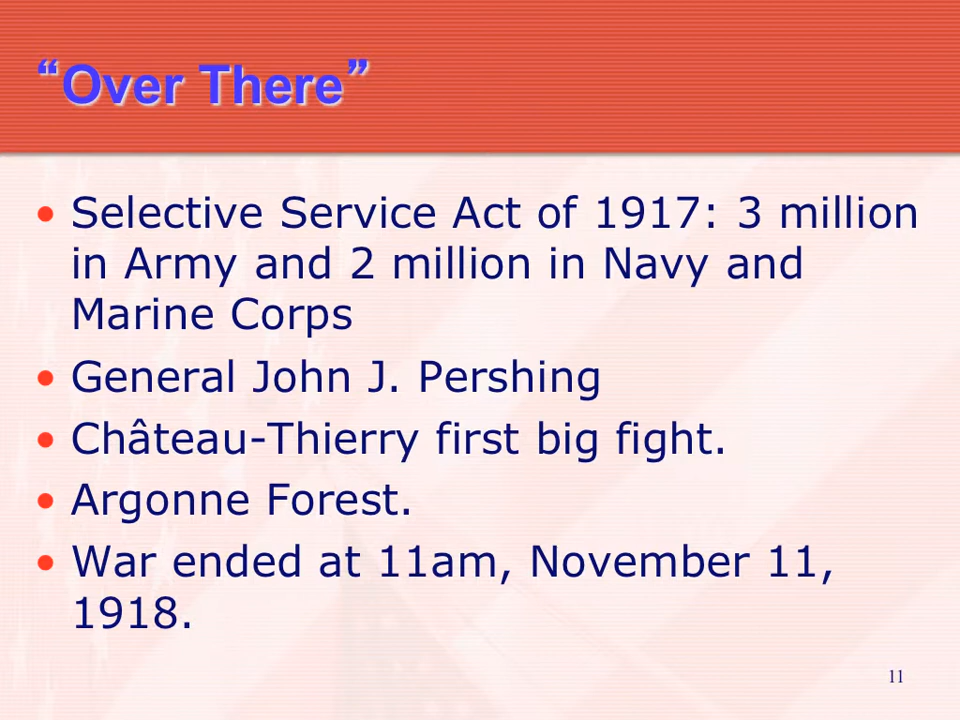 “Over There”
• Selective Service Act of 1917: 3 million
in Army and 2 million in Navy and
Marine Corps
• General John J. Pershing
• Château-Thierry first big fight.
• Argonne Forest.
• War ended at 11am, November 11,
1918.
11